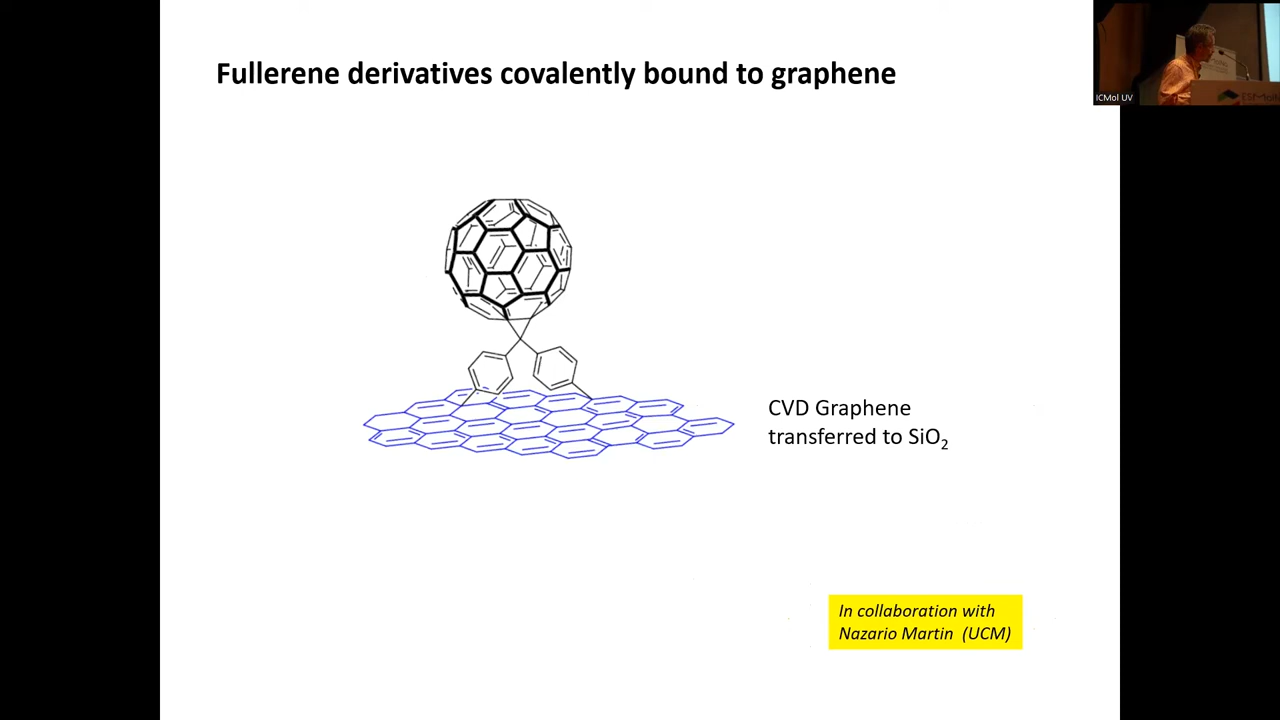 Fullerene derivatives covalently bound to graphene
ICMol UV
CVD Graphene
transferred to SiO₂
In collaboration with
Nazario Martin (UCM)